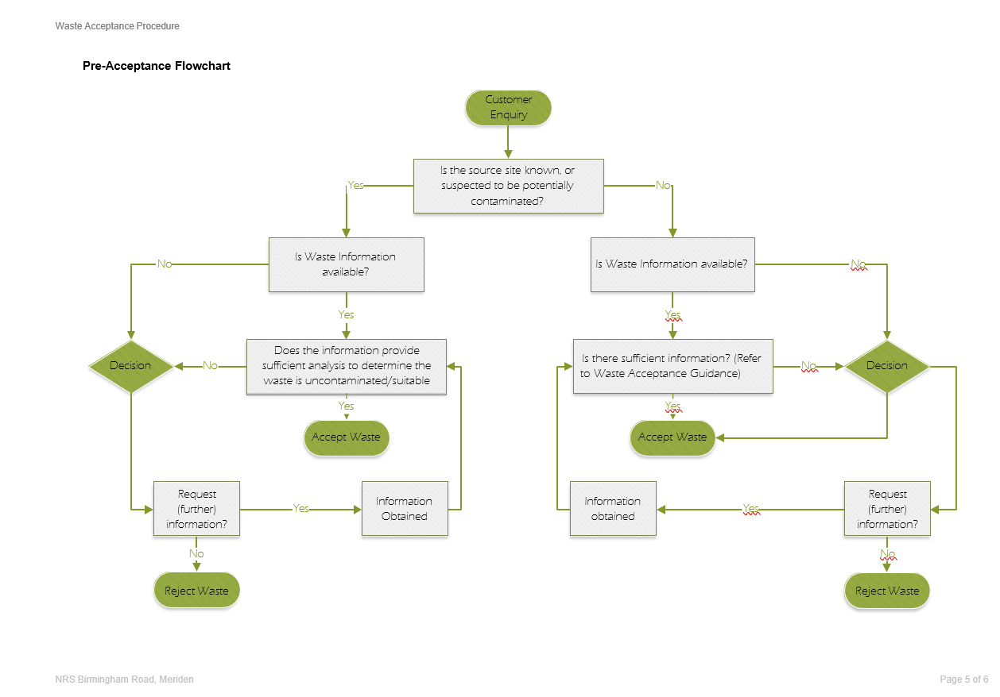 Waste Acceptance Procedure
Pre-Acceptance Flowchart
Customer
Enquiry
Is the source site known, or
suspected to be potentially
contaminated?
Yes
No
Is Waste Information
available?
Is Waste Information available?
No
No
Yes
Yes
Decision
No
Does the information provide
sufficient analysis to determine the
waste is uncontaminated/suitable
Is there sufficient information? (Refer
to Waste Acceptance Guidance)
No
Decision
Yes
Yes
Accept Waste
Accept Waste
Request
(further)
information?
Yes
Information
Obtained
Information
obtained
Yes
Request
(further)
information?
No
No
Reject Waste
Reject Waste
NRS Birmingham Road, Meriden
Page 5 of 6